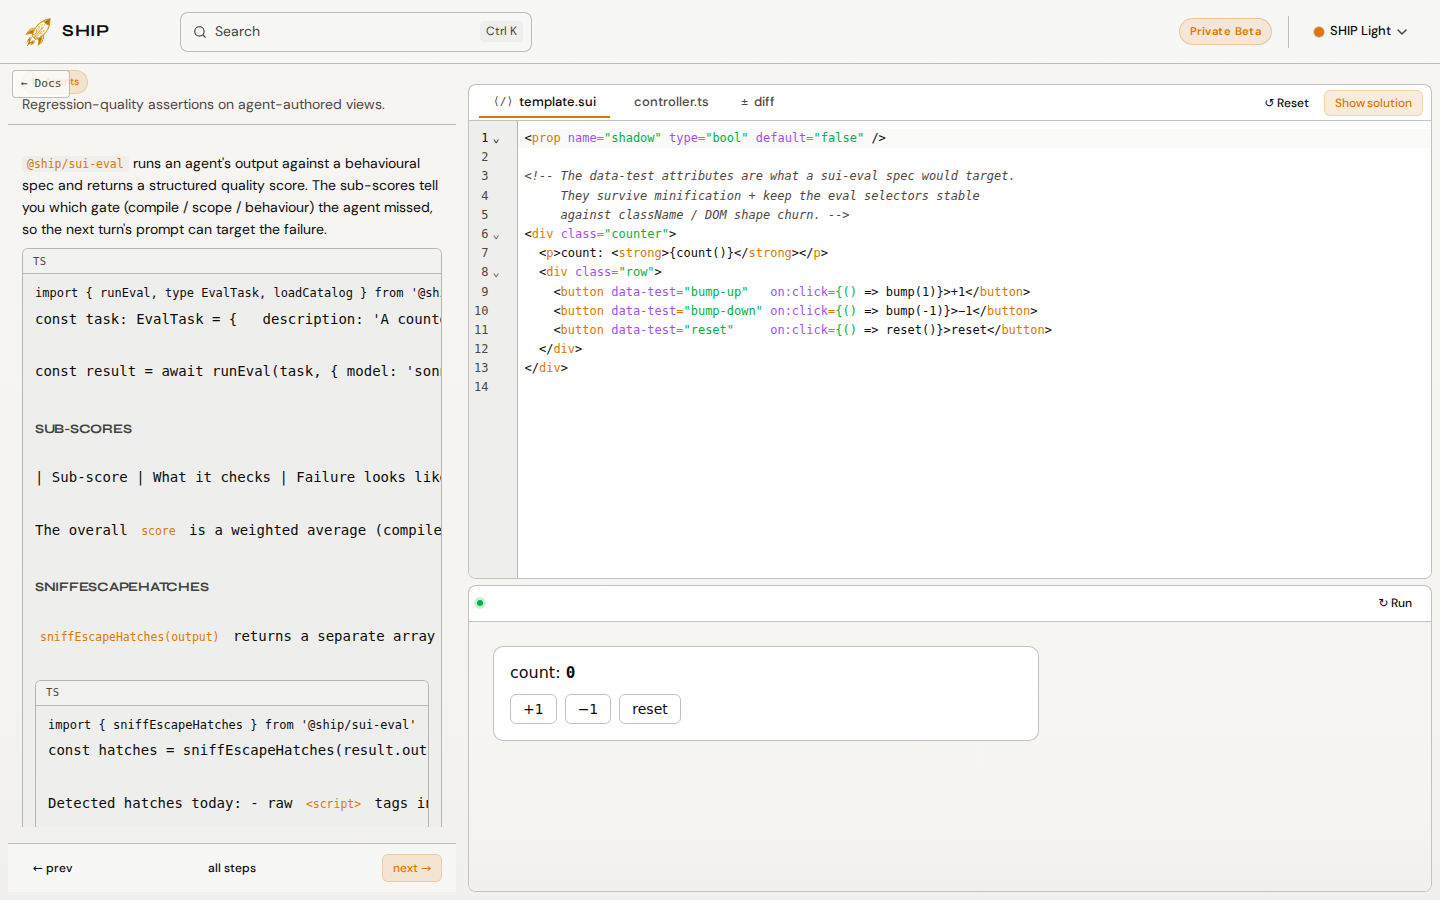 SHIP
Search
Ctrl K
Private Beta
SHIP Light
← Docs
Regression-quality assertions on agent-authored views.
@ship/sui-eval runs an agent's output against a behavioural
spec and returns a structured quality score. The sub-scores tell
you which gate (compile / scope / behaviour) the agent missed,
so the next turn's prompt can target the failure.
TS
import { runEval, type EvalTask, loadCatalog } from '@sh
const task: EvalTask = {   description: 'A count
const result = await runEval(task, { model: 'son
SUB-SCORES
| Sub-score | What it checks | Failure looks lik
The overall score is a weighted average (compile
SNIFFESCAPEHATCHES
sniffEscapeHatches(output) returns a separate array
TS
import { sniffEscapeHatches } from '@ship/sui-eval'
const hatches = sniffEscapeHatches(result.out
Detected hatches today: - raw <script> tags in
← prev
all steps
next →
⟨/⟩ template.sui
controller.ts
± diff
↺ Reset
Show solution
1 <prop name="shadow" type="bool" default="false" />
2
3 <!-- The data-test attributes are what a sui-eval spec would target.
4      They survive minification + keep the eval selectors stable
5      against className / DOM shape churn. -->
6 <div class="counter">
7   <p>count: <strong>{count()}</strong></p>
8   <div class="row">
9     <button data-test="bump-up"   on:click={() => bump(1)}>+1</button>
10     <button data-test="bump-down" on:click={() => bump(-1)}>−1</button>
11     <button data-test="reset"     on:click={() => reset()}>reset</button>
12   </div>
13 </div>
14
↻ Run
count: 0
+1
−1
reset